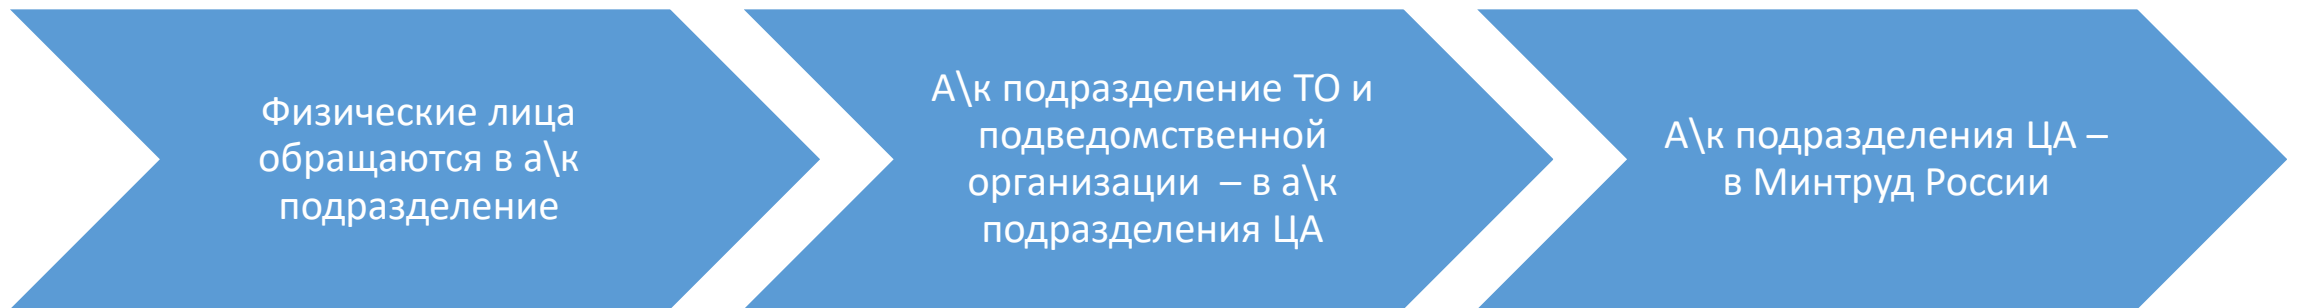 Физические лица
обращаются в а\к
подразделение
А\к подразделение ТО и
подведомственной
организации – в а\к
подразделения ЦА
А\к подразделения ЦА –
в Минтруд России